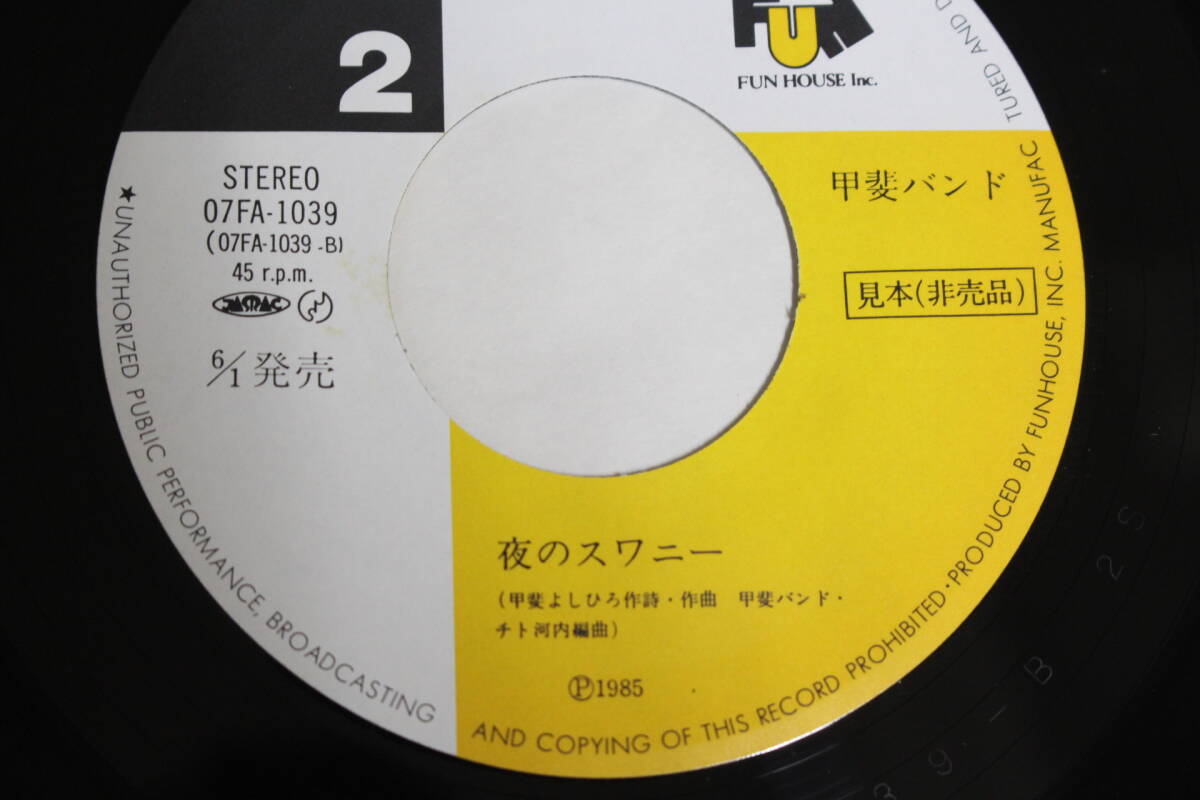 2
FUN
FUN HOUSE Inc.
STEREO
07FA-1039
(07FA-1039-B)
45 r.p.m.
JASRAC
6/1発売
甲斐バンド
見本(非売品)
夜のスワニー
(甲斐よしひろ作詩・作曲 甲斐バンド・
チト河内編曲)
Ⓟ1985
★UNAUTHORIZED PUBLIC PERFORMANCE, BROADCASTING
AND COPYING OF THIS RECORD PROHIBITED・PRODUCED BY FUNHOUSE, INC. MANUFAC
TURED AND D